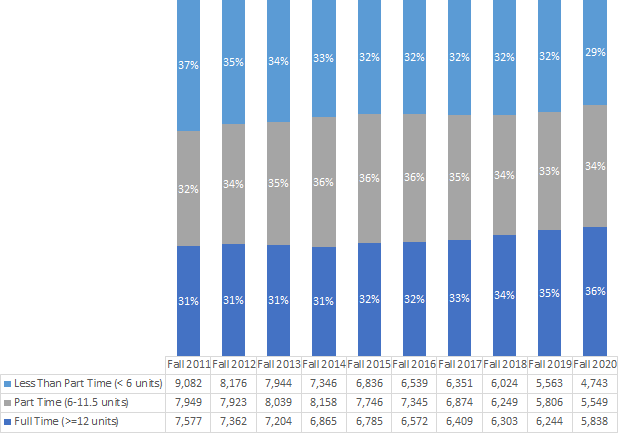 37% 35% 34% 33% 32% 32% 32% 32% 32% 29%
32% 34% 35% 36% 36% 36% 35% 34% 33% 34%
31% 31% 31% 31% 32% 32% 33% 34% 35% 36%
Fall 2011 Fall 2012 Fall 2013 Fall 2014 Fall 2015 Fall 2016 Fall 2017 Fall 2018 Fall 2019 Fall 2020
Less Than Part Time (< 6 units) 9,082 8,176 7,944 7,346 6,836 6,539 6,351 6,024 5,563 4,743
Part Time (6-11.5 units) 7,949 7,923 8,039 8,158 7,746 7,345 6,874 6,249 5,806 5,549
Full Time (>=12 units) 7,577 7,362 7,204 6,865 6,785 6,572 6,409 6,303 6,244 5,838